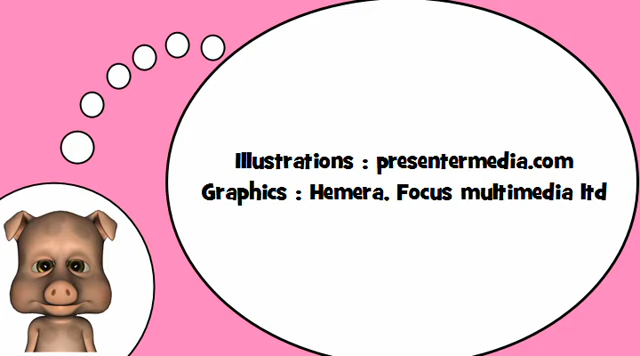 Illustrations : presentermedia.com
Graphics : Hemera. Focus multimedia ltd